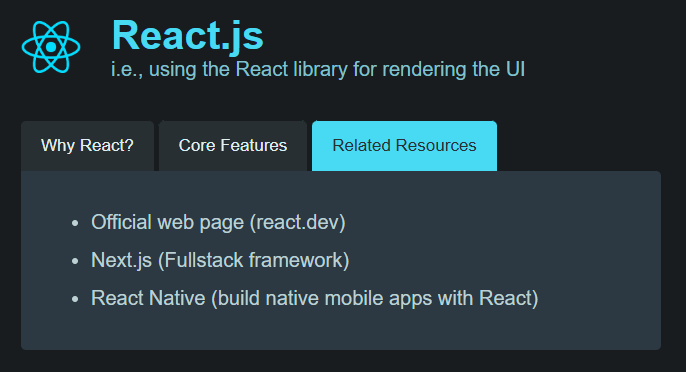 React.js
i.e., using the React library for rendering the UI
Why React?
Core Features
Related Resources
• Official web page (react.dev)
• Next.js (Fullstack framework)
• React Native (build native mobile apps with React)